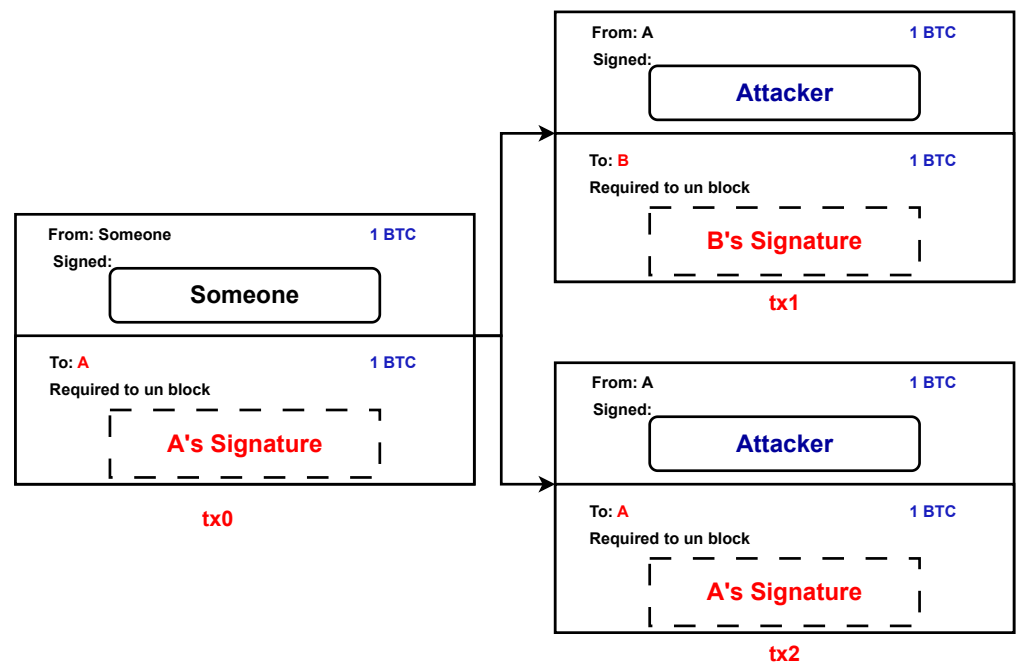 From: Someone 1 BTC
Signed:
Someone
To: A 1 BTC
Required to un block
A's Signature
tx0
From: A 1 BTC
Signed:
Attacker
To: B 1 BTC
Required to un block
B's Signature
tx1
From: A 1 BTC
Signed:
Attacker
To: A 1 BTC
Required to un block
A's Signature
tx2